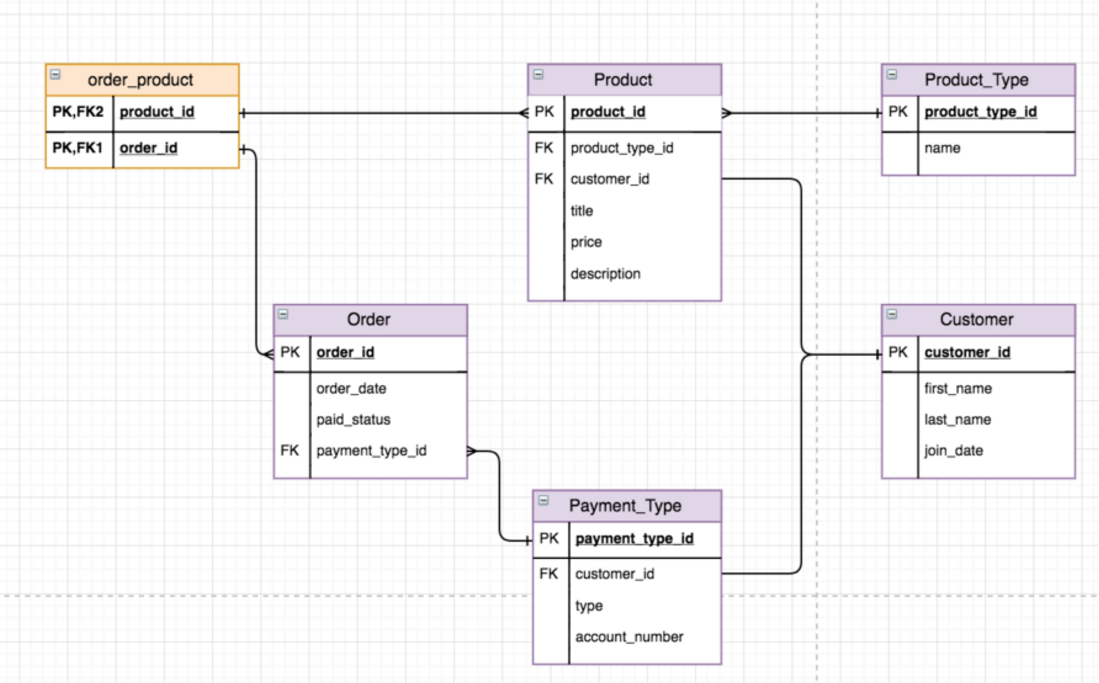 order_product
PK,FK2 product_id
PK,FK1 order_id
Product
PK product_id
FK product_type_id
FK customer_id
title
price
description
Product_Type
PK product_type_id
name
Order
PK order_id
order_date
paid_status
FK payment_type_id
Customer
PK customer_id
first_name
last_name
join_date
Payment_Type
PK payment_type_id
FK customer_id
type
account_number